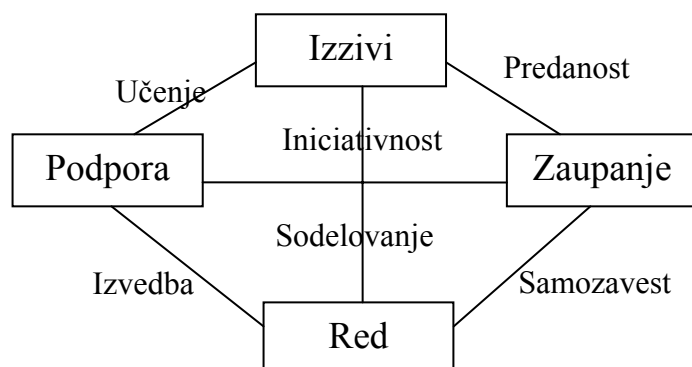 Izzivi
Predanost
Učenje
Iniciativnost
Podpora
Zaupanje
Sodelovanje
Izvedba
Samozavest
Red